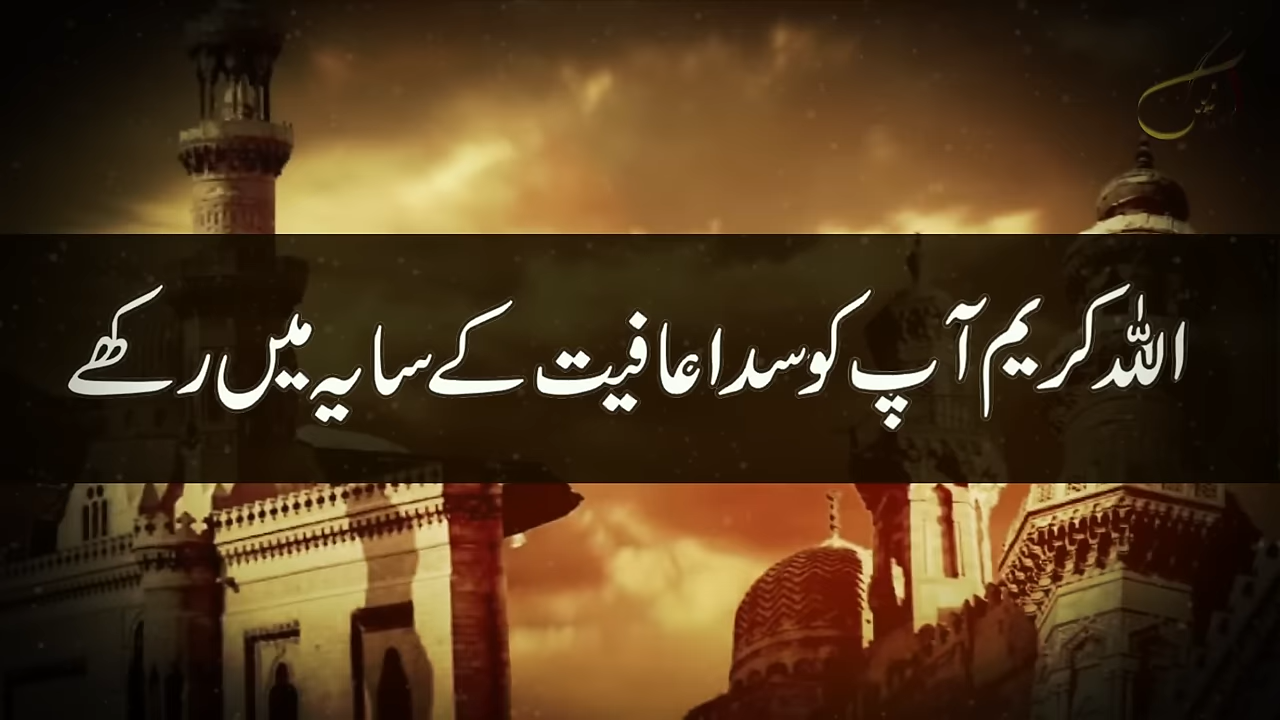 اللہ کریم آپ کو سدا عافیت کے سایہ میں رکھے